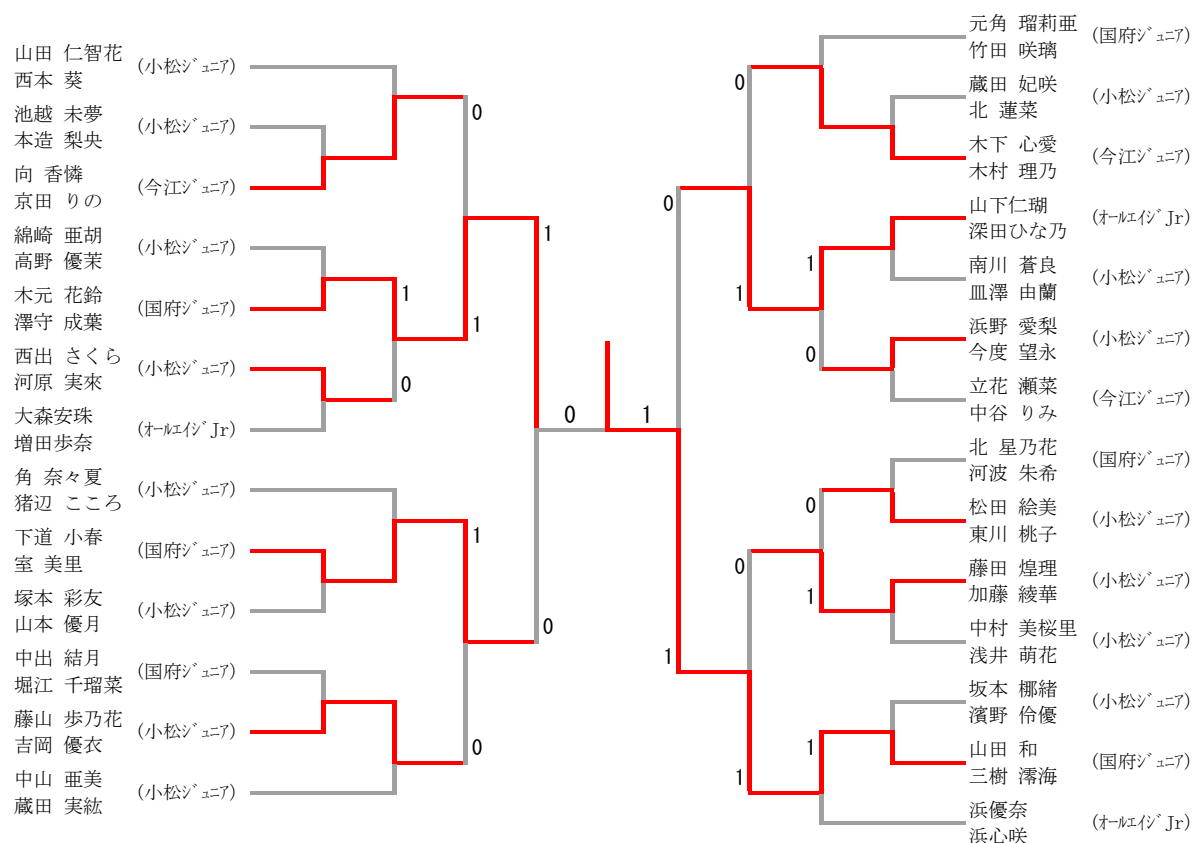 山田 仁智花
西本 葵
(小松ｼﾞｭﾆｱ)
池越 未夢
本造 梨央
(小松ｼﾞｭﾆｱ)
向 香憐
京田 りの
(今江ｼﾞｭﾆｱ)
綿崎 亜胡
高野 優茉
(小松ｼﾞｭﾆｱ)
木元 花鈴
澤守 成葉
(国府ｼﾞｭﾆｱ)
西出 さくら
河原 実來
(小松ｼﾞｭﾆｱ)
大森安珠
増田歩奈
(ｵｰﾙｴｲｼﾞJr)
角 奈々夏
猪辺 こころ
(小松ｼﾞｭﾆｱ)
下道 小春
室 美里
(国府ｼﾞｭﾆｱ)
塚本 彩友
山本 優月
(小松ｼﾞｭﾆｱ)
中出 結月
堀江 千瑠菜
(国府ｼﾞｭﾆｱ)
藤山 歩乃花
吉岡 優衣
(小松ｼﾞｭﾆｱ)
中山 亜美
蔵田 実紘
(小松ｼﾞｭﾆｱ)
0
1
1
1
0
1
0
0
0
1
0
0
1
1
0
0
0
1
1
1
1
元角 瑠莉亜
竹田 咲璃
(国府ｼﾞｭﾆｱ)
蔵田 妃咲
北 蓮菜
(小松ｼﾞｭﾆｱ)
木下 心愛
木村 理乃
(今江ｼﾞｭﾆｱ)
山下仁瑚
深田ひな乃
(ｵｰﾙｴｲｼﾞJr)
南川 蒼良
皿澤 由蘭
(小松ｼﾞｭﾆｱ)
浜野 愛梨
今度 望永
(小松ｼﾞｭﾆｱ)
立花 瀬菜
中谷 りみ
(今江ｼﾞｭﾆｱ)
北 星乃花
河波 朱希
(国府ｼﾞｭﾆｱ)
松田 絵美
東川 桃子
(小松ｼﾞｭﾆｱ)
藤田 煌理
加藤 綾華
(小松ｼﾞｭﾆｱ)
中村 美桜里
浅井 萌花
(小松ｼﾞｭﾆｱ)
坂本 梛緒
濱野 伶優
(小松ｼﾞｭﾆｱ)
山田 和
三樹 澪海
(国府ｼﾞｭﾆｱ)
浜優奈
浜心咲
(ｵｰﾙｴｲｼﾞJr)